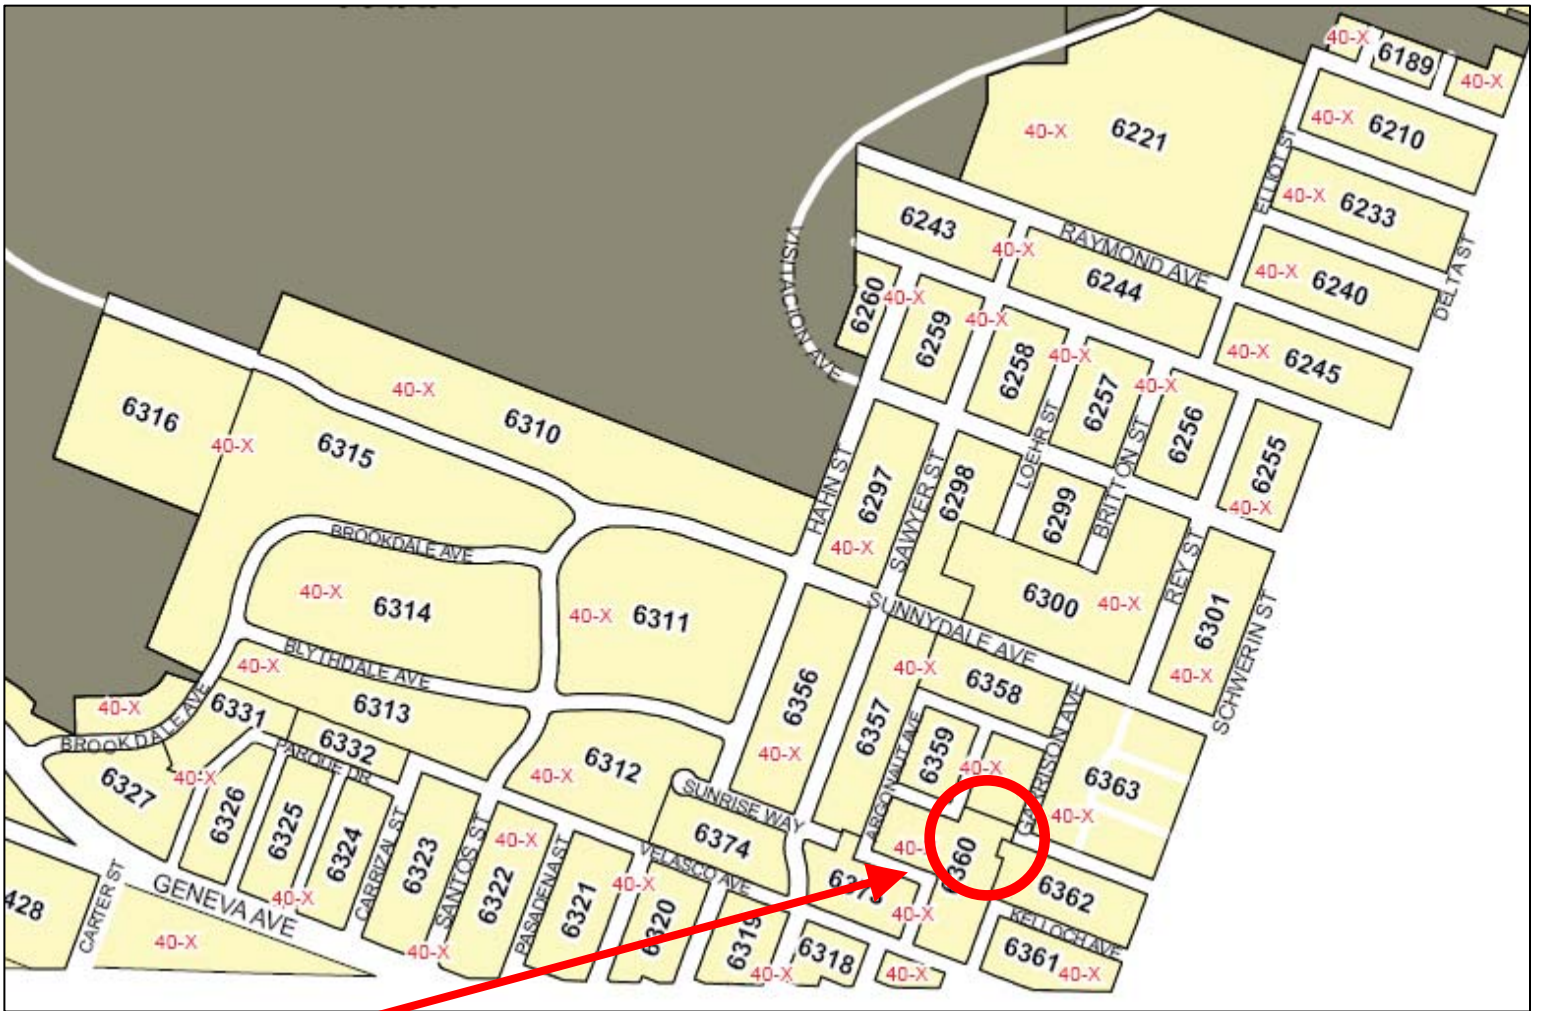 40-X
6189
40-X
40-X
6221
40-X
6210
ELLIOT ST
40-X
6233
6243
RAYMOND AVE
40-X
40-X
6240
DELTA ST
VISITACION AVE
6244
6260
40-X
6259
40-X
6258
40-X
6257
40-X
40-X
6245
6256
6255
40-X
6316
40-X
6315
40-X
6310
HAHN ST
6297
40-X
SAWYER ST
6298
LOEHR ST
6299
BRITTON ST
BROOKDALE AVE
40-X
6314
40-X
6311
SUNNYDALE AVE
6300
40-X
REY ST
6301
40-X
SCHWERIN ST
BLYTHDALE AVE
40-X
6313
6356
40-X
6357
40-X
6358
40-X
BROOKDALE AVE
6331
6332
PARQUE DR
6312
40-X
ARGONAUT AVE
6359
40-X
GARRISON AVE
6363
40-X
6327
40-X
6326
6325
6324
CARRIZAL ST
6323
SANTOS ST
40-X
6322
PASADENA ST
SUNRISE WAY
6374
VELASCO AVE
6360
6362
KELLOCH AVE
428
CARTER ST
GENEVA AVE
40-X
40-X
40-X
6321
40-X
6320
6319
40-X
6318
40-X
40-X
6361
40-X